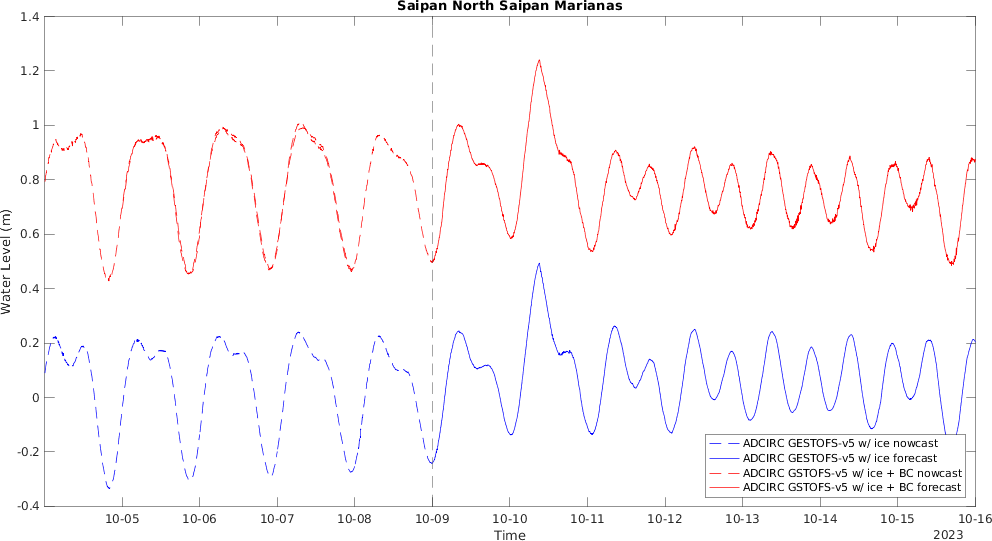 Saipan North Saipan Marianas
1.4
1.2
1
0.8
0.6
0.4
0.2
0
-0.2
-0.4
Water Level (m)
ADCIRC GESTOFS-v5 w/ ice nowcast
ADCIRC GESTOFS-v5 w/ ice forecast
ADCIRC GSTOFS-v5 w/ ice + BC nowcast
ADCIRC GSTOFS-v5 w/ ice + BC forecast
10-05 10-06 10-07 10-08 10-09 10-10 10-11 10-12 10-13 10-14 10-15 10-16
Time
2023